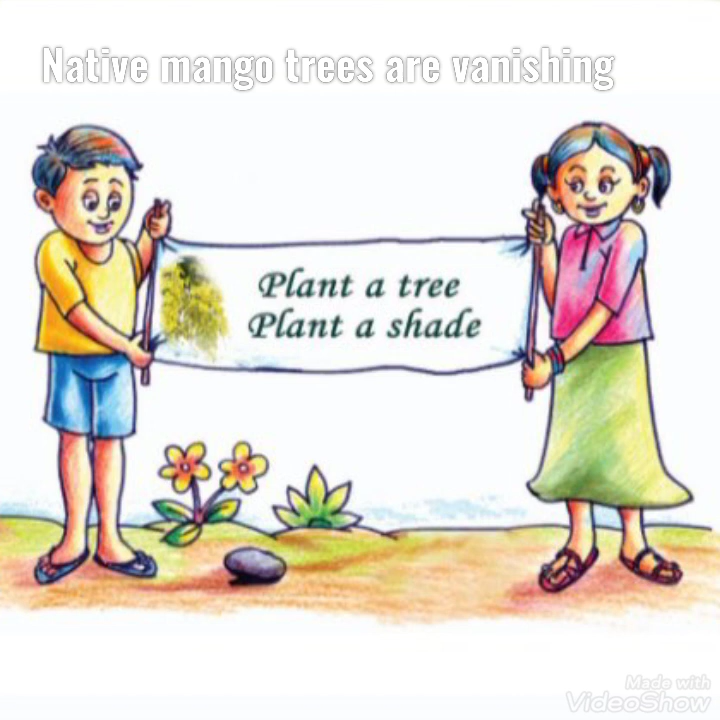 Native mango trees are vanishing
Plant a tree
Plant a shade
Made with
VideoShow